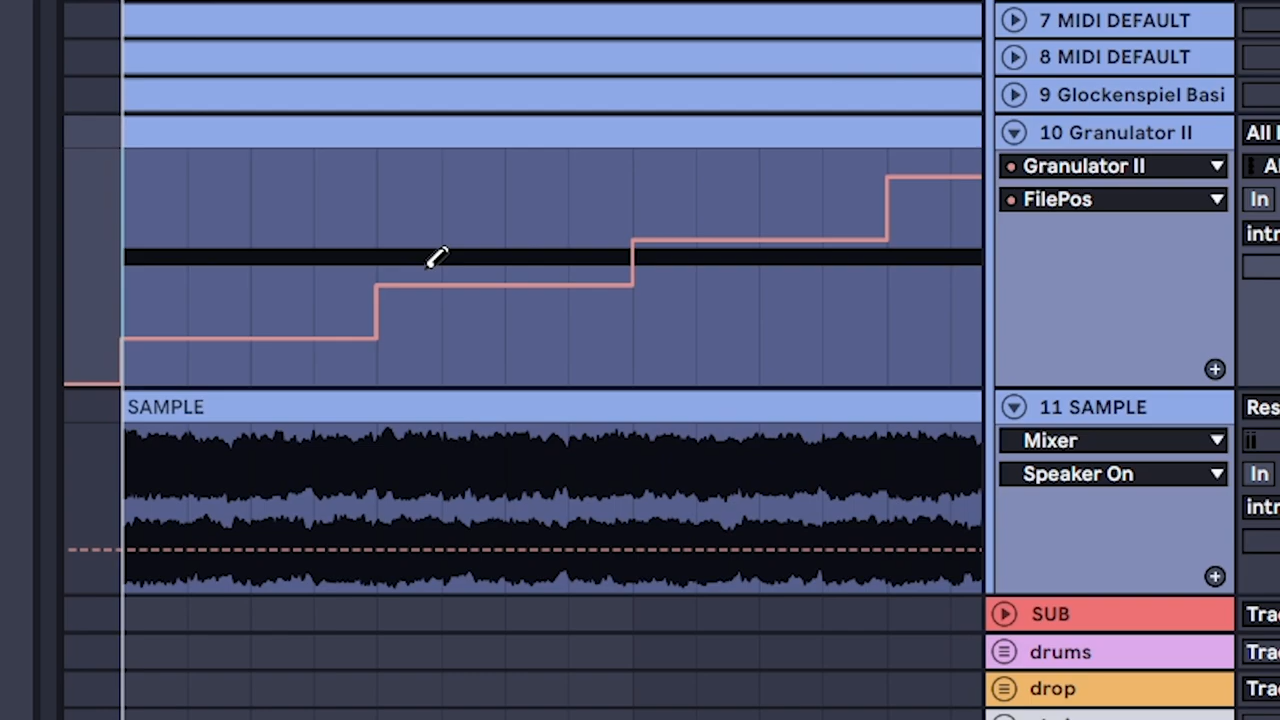 7 MIDI DEFAULT
8 MIDI DEFAULT
9 Glockenspiel Basi
10 Granulator II
All
Granulator II
FilePos
In
intr
SAMPLE
11 SAMPLE
Res
Mixer
Speaker On
In
intr
SUB
Tra
drums
Tra
drop
Tra